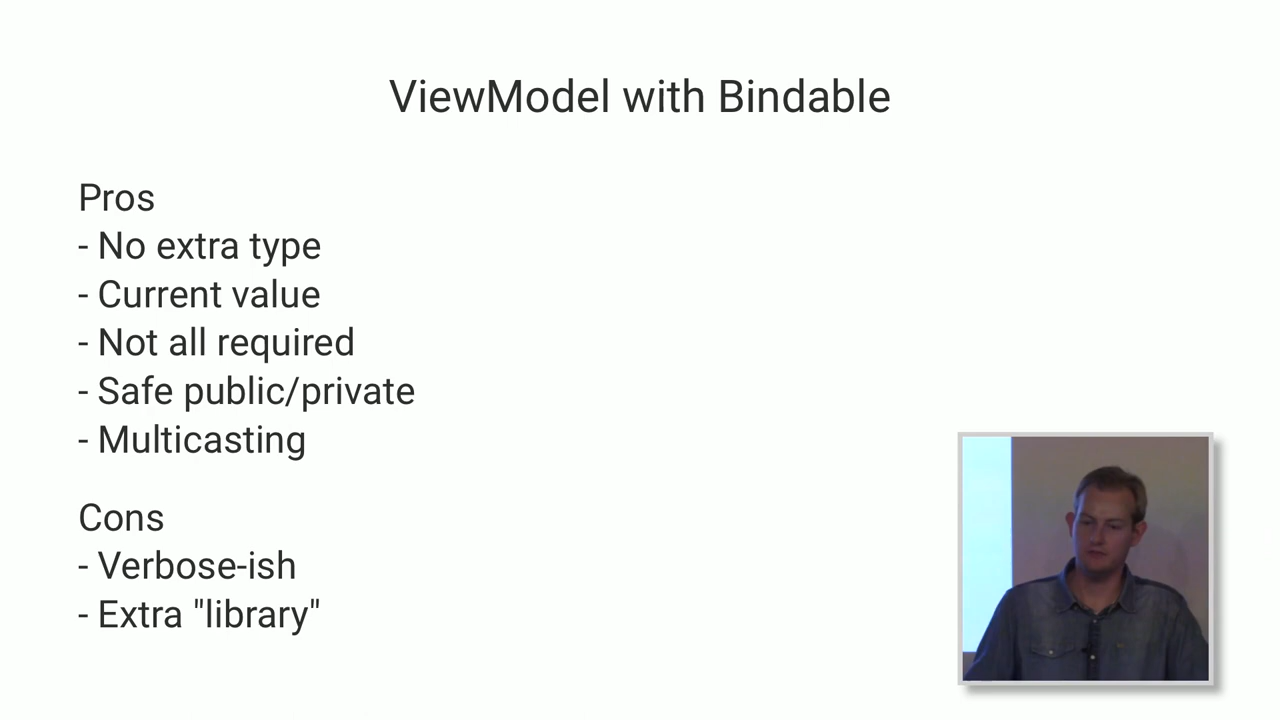 ViewModel with Bindable
Pros
- No extra type
- Current value
- Not all required
- Safe public/private
- Multicasting
Cons
- Verbose-ish
- Extra "library"